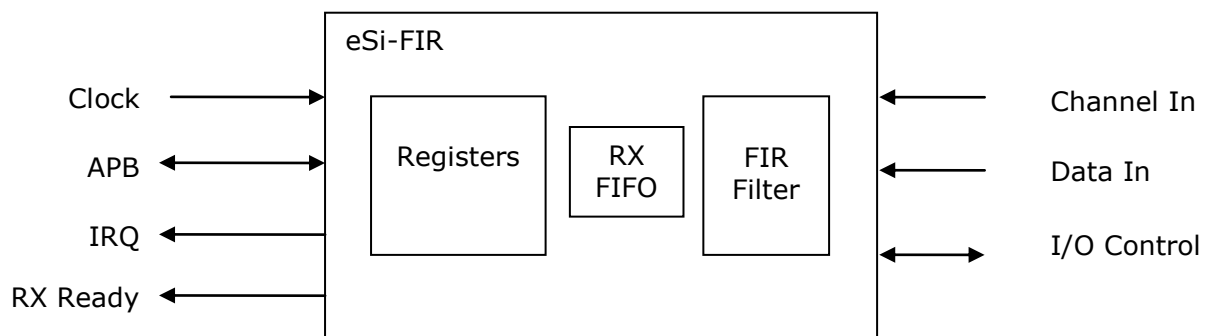 eSi-FIR
Clock
APB
IRQ
RX Ready
Registers
RX
FIFO
FIR
Filter
Channel In
Data In
I/O Control